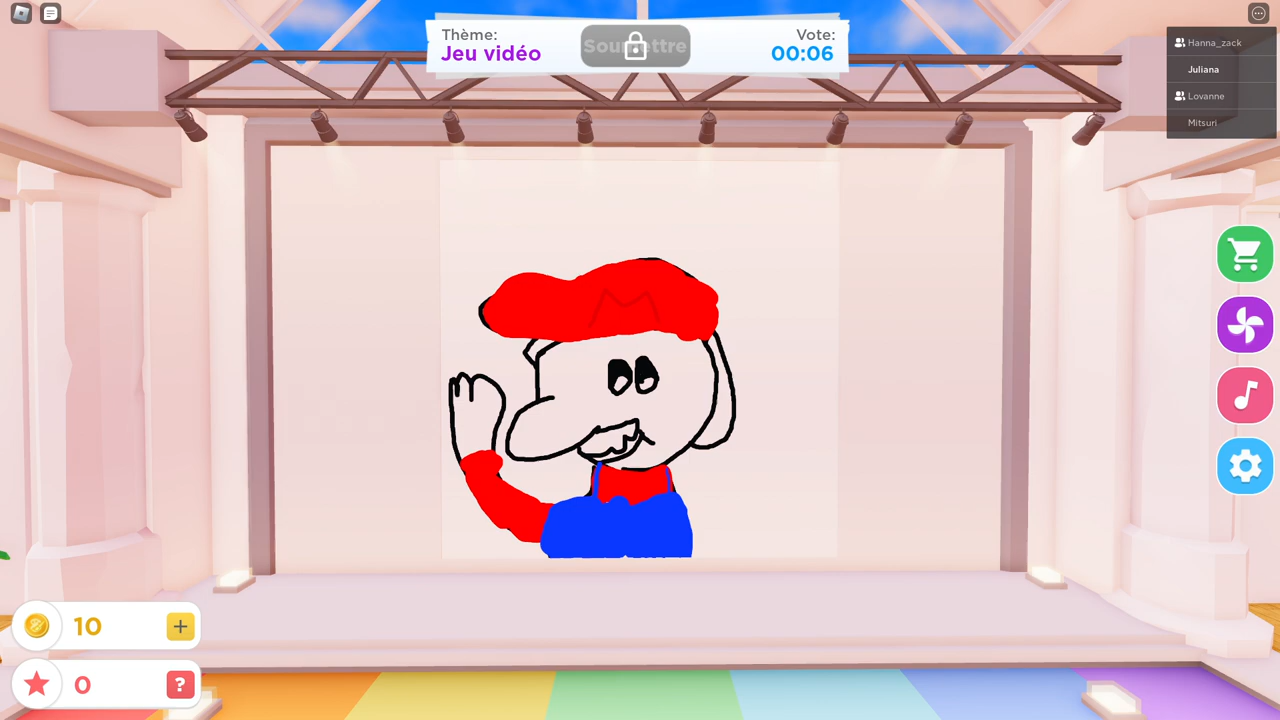 Thème:
Jeu vidéo
Soumettre
Vote:
00:06
Hanna_zack
Juliana
Lovanne
Mitsuri
M
10
+
0
?